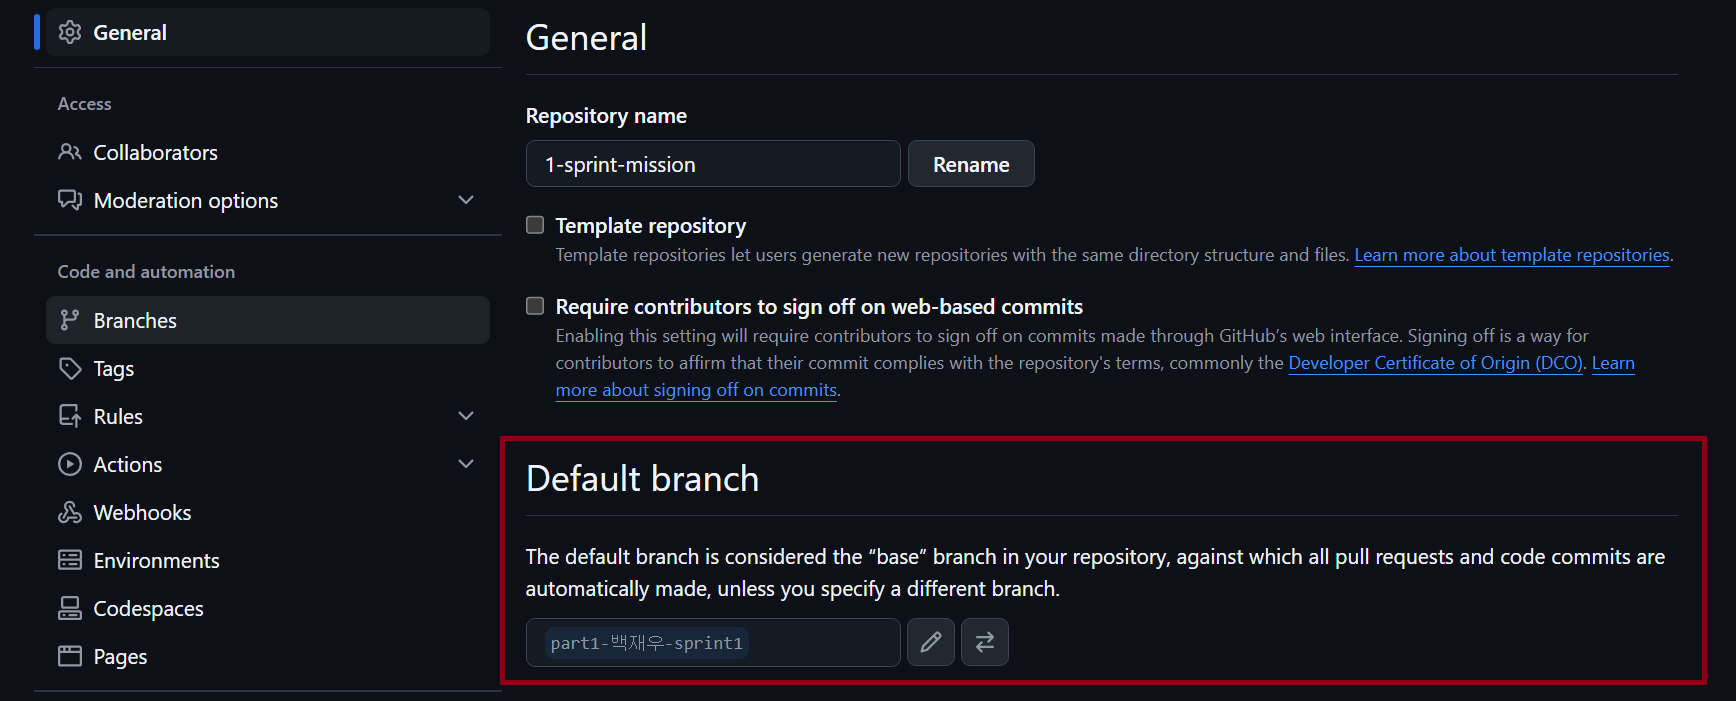 General
Access
Collaborators
Moderation options
Code and automation
Branches
Tags
Rules
Actions
Webhooks
Environments
Codespaces
Pages
General
Repository name
1-sprint-mission
Rename
Template repository
Template repositories let users generate new repositories with the same directory structure and files. Learn more about template repositories.
Require contributors to sign off on web-based commits
Enabling this setting will require contributors to sign off on commits made through GitHub's web interface. Signing off is a way for
contributors to affirm that their commit complies with the repository's terms, commonly the Developer Certificate of Origin (DCO). Learn
more about signing off on commits.
Default branch
The default branch is considered the “base” branch in your repository, against which all pull requests and code commits are
automatically made, unless you specify a different branch.
part1-백재우-sprint1